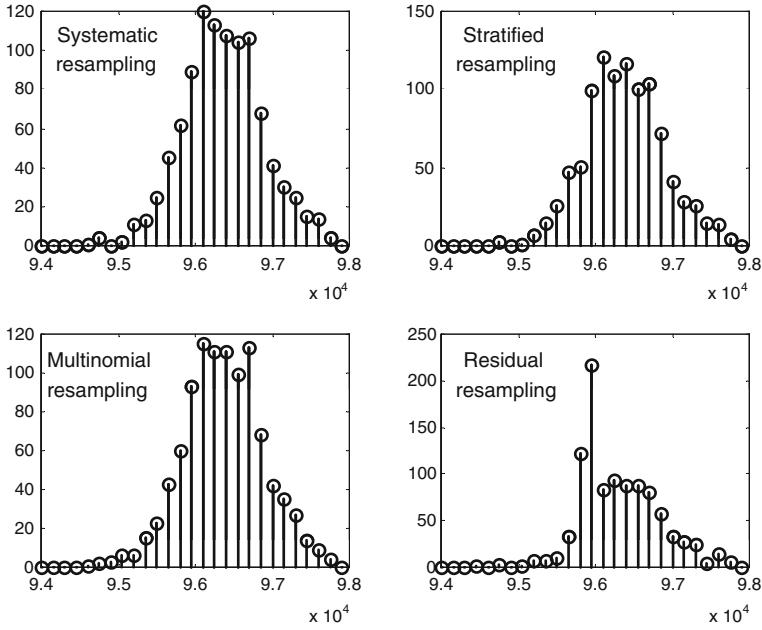 120
100
80
60
40
20
0
Systematic
resampling
9.4 9.5 9.6 9.7 9.8
x 10^4
150
100
50
0
Stratified
resampling
9.4 9.5 9.6 9.7 9.8
x 10^4
120
100
80
60
40
20
0
Multinomial
resampling
9.4 9.5 9.6 9.7 9.8
x 10^4
250
200
150
100
50
0
Residual
resampling
9.4 9.5 9.6 9.7 9.8
x 10^4